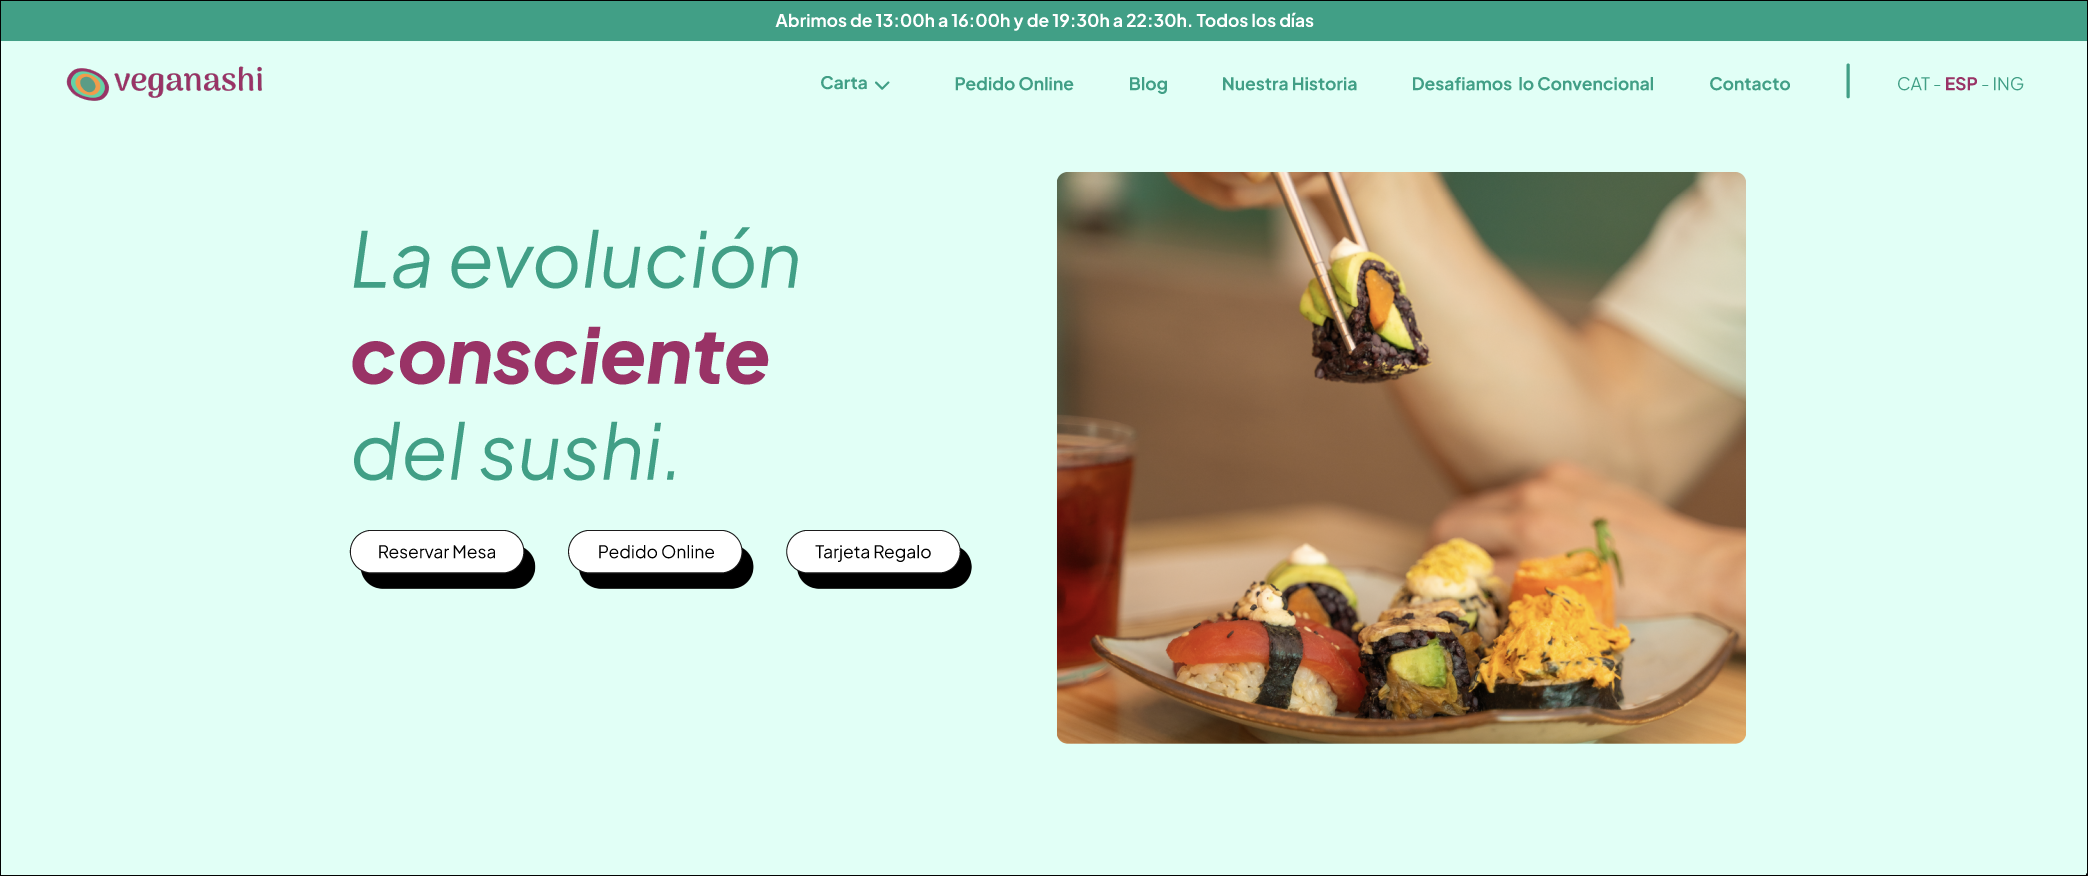 Abrimos de 13:00h a 16:00h y de 19:30h a 22:30h. Todos los días
veganashi
Carta
Pedido Online
Blog
Nuestra Historia
Desafiamos lo Convencional
Contacto
CAT - ESP - ING
La evolución
consciente
del sushi.
Reservar Mesa
Pedido Online
Tarjeta Regalo